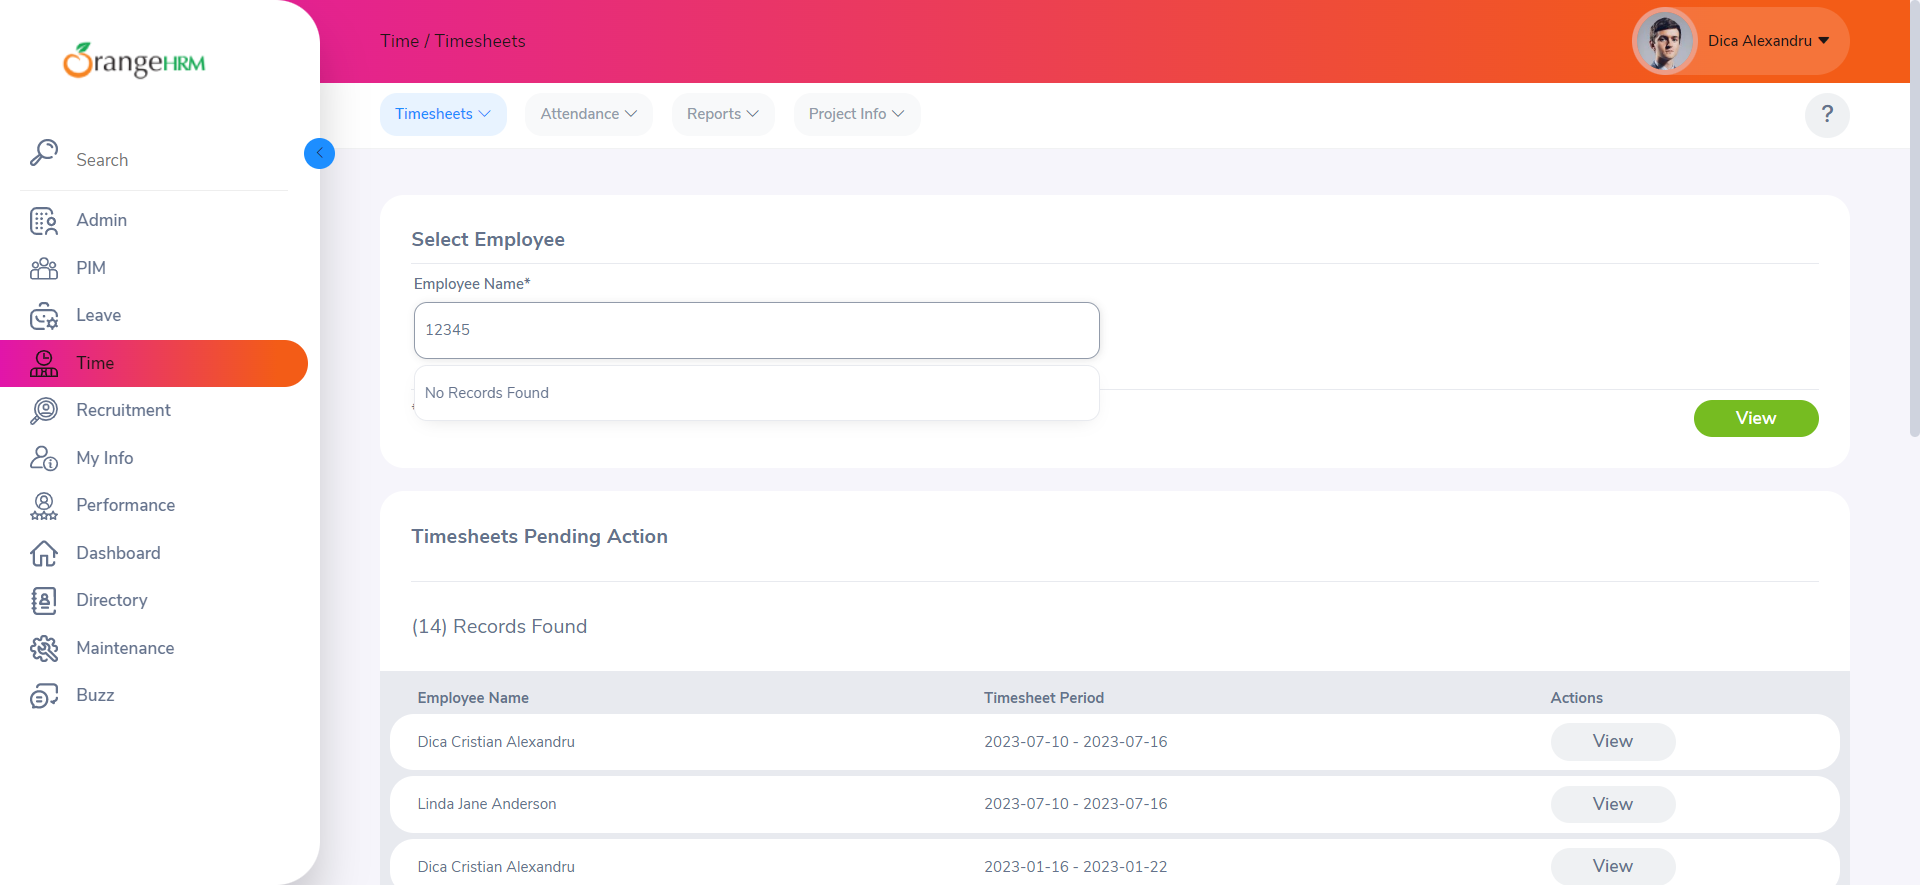 OrangeHRM
Time / Timesheets
Dica Alexandru
Timesheets
Attendance
Reports
Project Info
?
Search
Admin
PIM
Leave
Time
Recruitment
My Info
Performance
Dashboard
Directory
Maintenance
Buzz
Select Employee
Employee Name*
12345
No Records Found
View
Timesheets Pending Action
(14) Records Found
Employee Name Timesheet Period Actions
Dica Cristian Alexandru 2023-07-10 - 2023-07-16 View
Linda Jane Anderson 2023-07-10 - 2023-07-16 View
Dica Cristian Alexandru 2023-01-16 - 2023-01-22 View